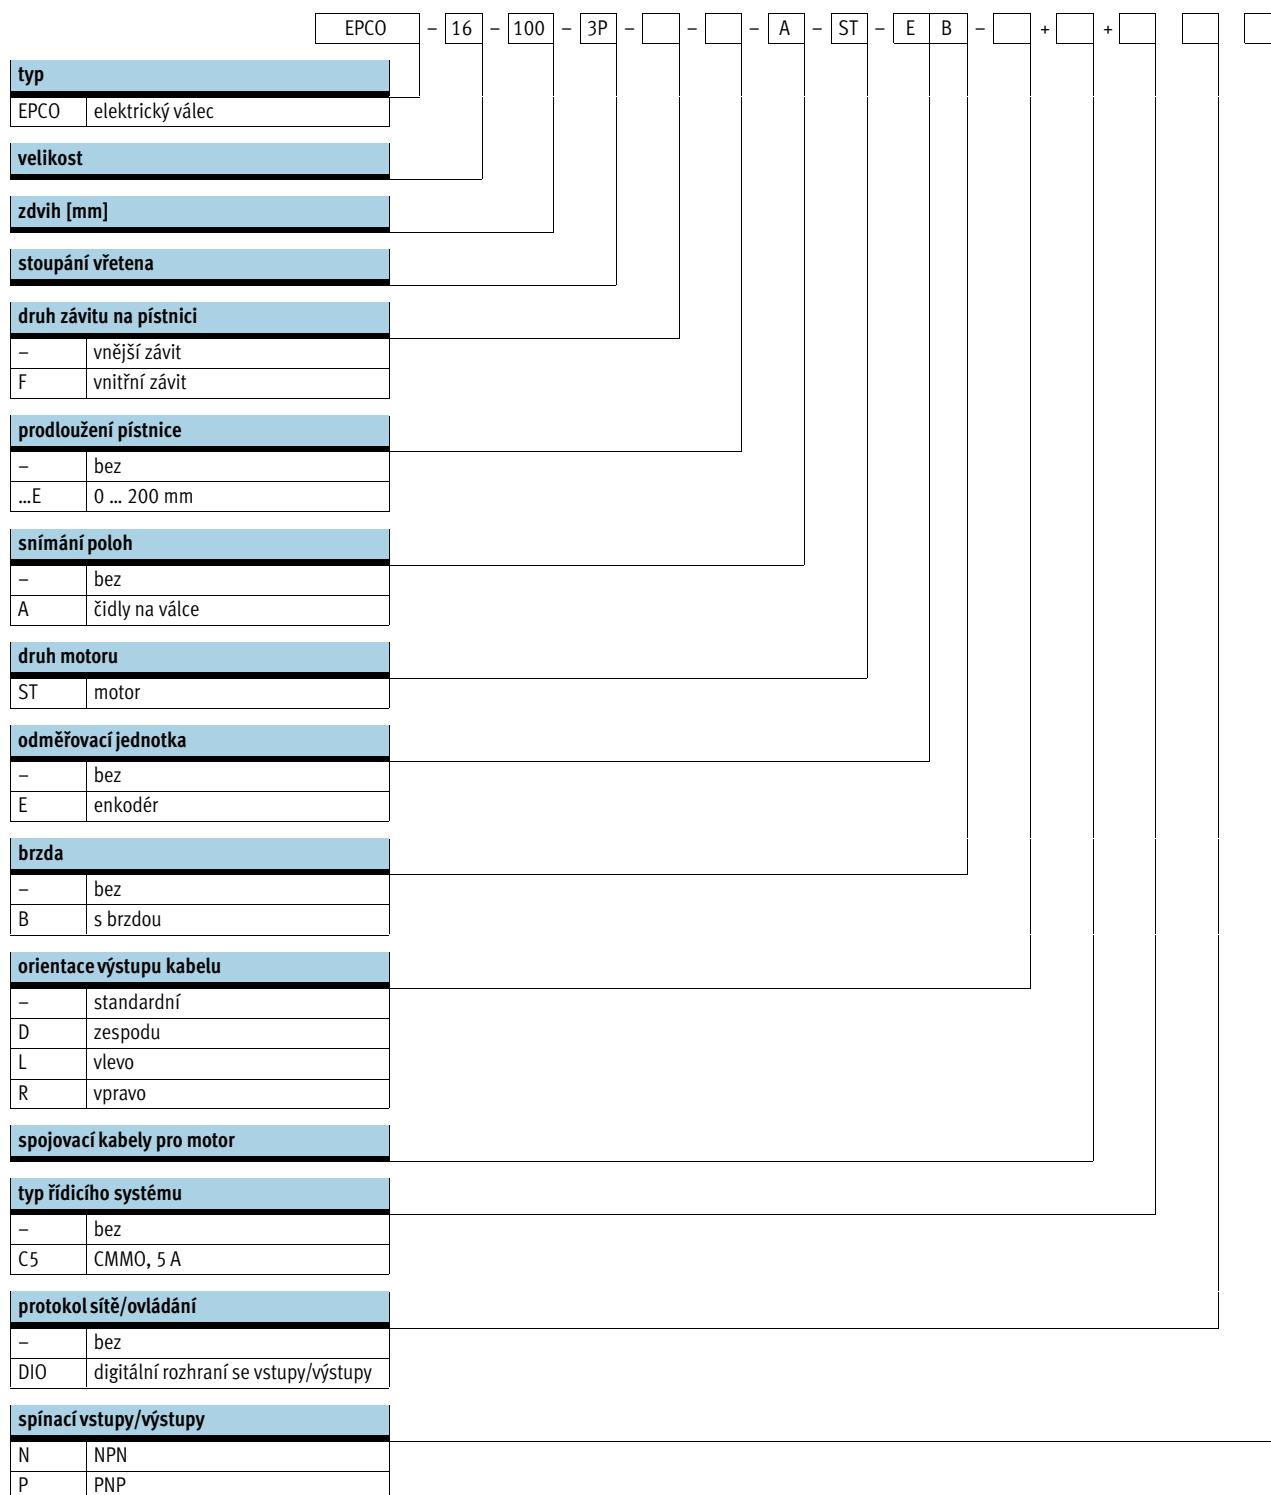 EPCO – 16 – 100 – 3P – – – A – ST – E B – + +
typ
EPCO elektrický válec
velikost
zdvih [mm]
stoupání vřetena
druh závitu na pístnici
– vnější závit
F vnitřní závit
prodloužení pístnice
– bez
...E 0 ... 200 mm
snímání poloh
– bez
A čidly na válce
druh motoru
ST motor
odměřovací jednotka
– bez
E enkodér
brzda
– bez
B s brzdou
orientace výstupu kabelu
– standardní
D zespodu
L vlevo
R vpravo
spojovací kabely pro motor
typ řídicího systému
– bez
C5 CMMO, 5 A
protokol sítě/ovládání
– bez
DIO digitální rozhraní se vstupy/výstupy
spínací vstupy/výstupy
N NPN
P PNP